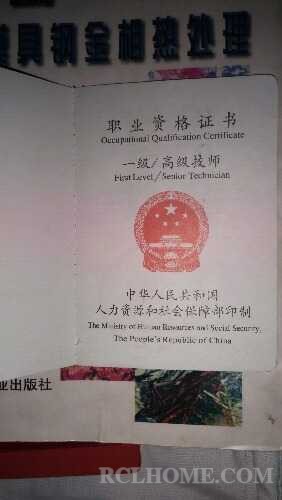 具钢金相热处理
职业资格证书
Occupational Qualification Certificate
一级/高级技师
First Level/Senior Technician
中华人民共和国
人力资源和社会保障部印制
The Ministry of Human Resources and Social Security,
The People's Republic of China
业出版社
RCLHOME.COM